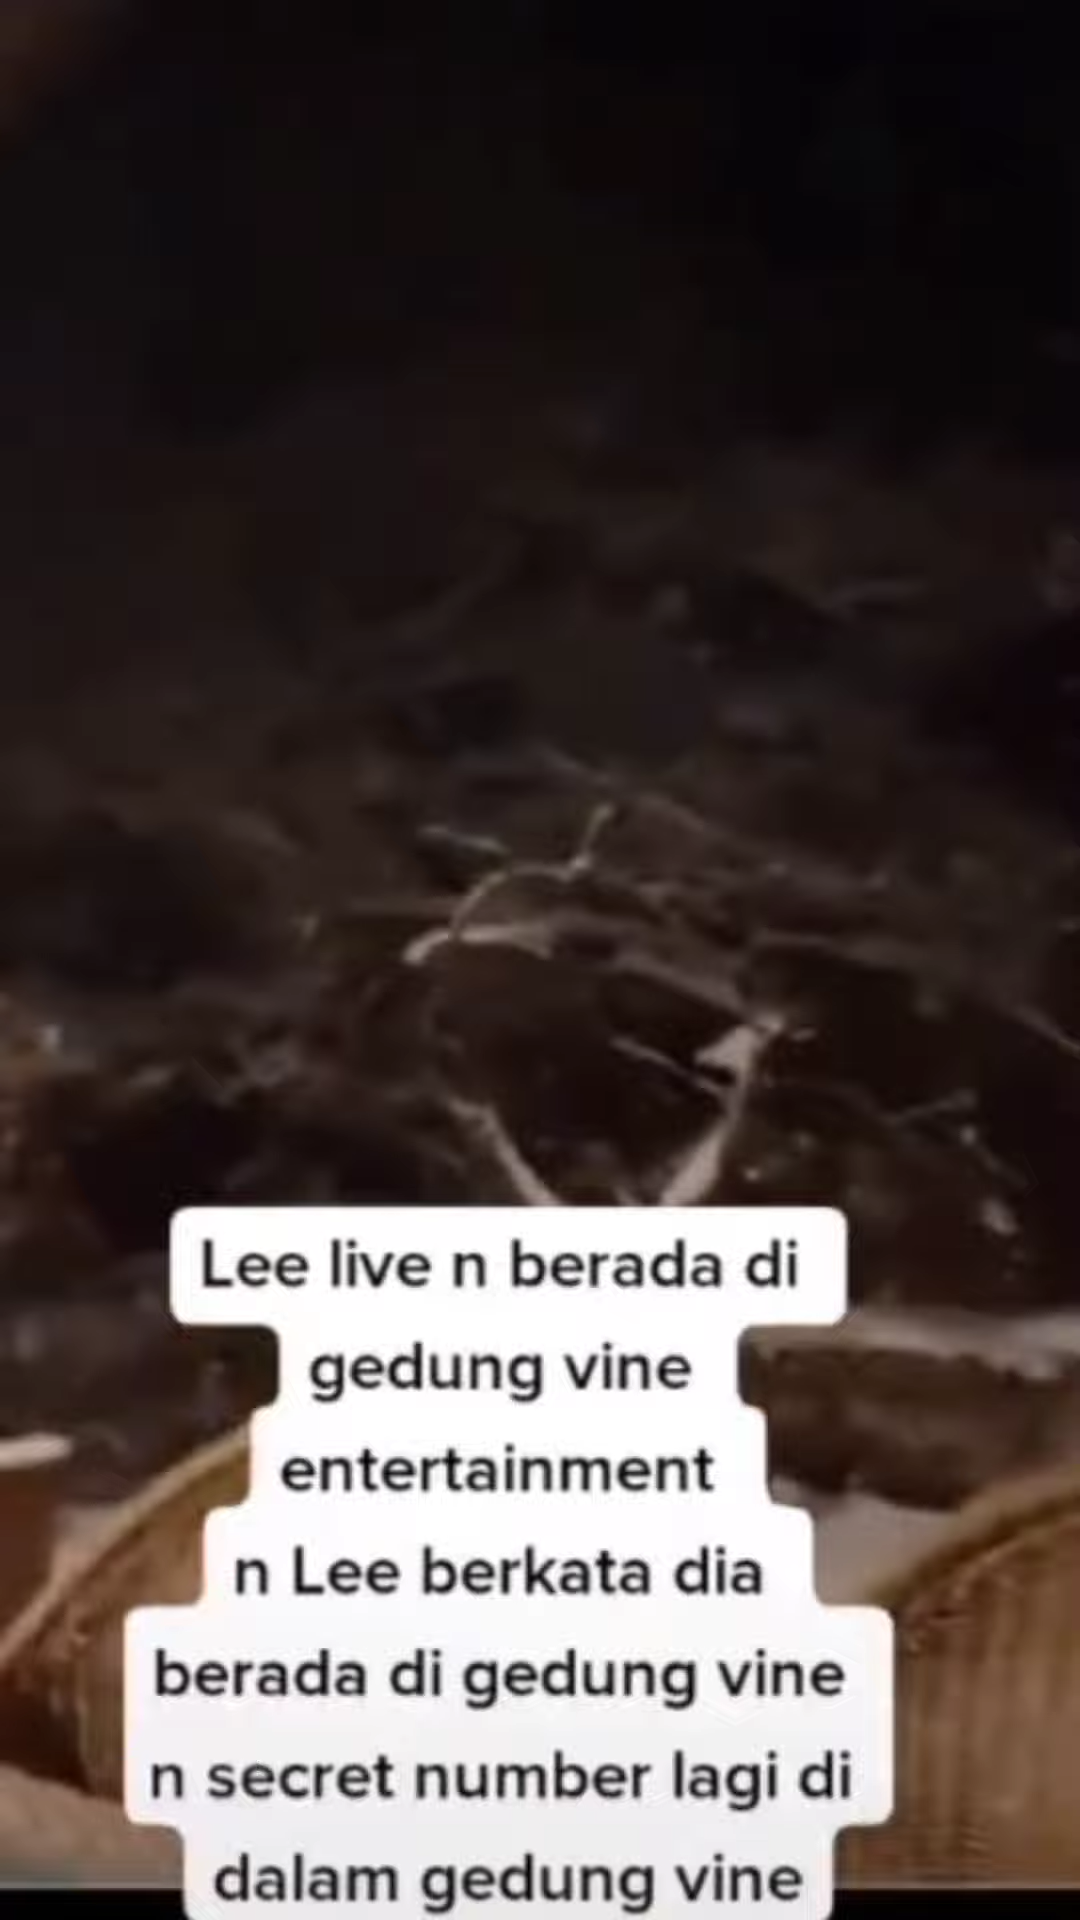 Lee live n berada di
gedung vine
entertainment
n Lee berkata dia
berada di gedung vine
n secret number lagi di
dalam gedung vine